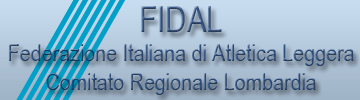 FIDAL
Federazione Italiana di Atletica Leggera
Comitato Regionale Lombardia